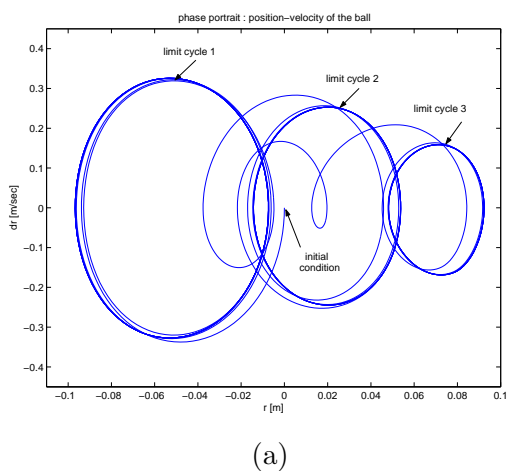 phase portrait : position−velocity of the ball
0.4
0.3
0.2
0.1
0
−0.1
−0.2
−0.3
−0.4
dr [m/sec]
limit cycle 1
limit cycle 2
limit cycle 3
initial
condition
−0.1
−0.08
−0.06
−0.04
−0.02
0
0.02
0.04
0.06
0.08
0.1
r [m]
(a)